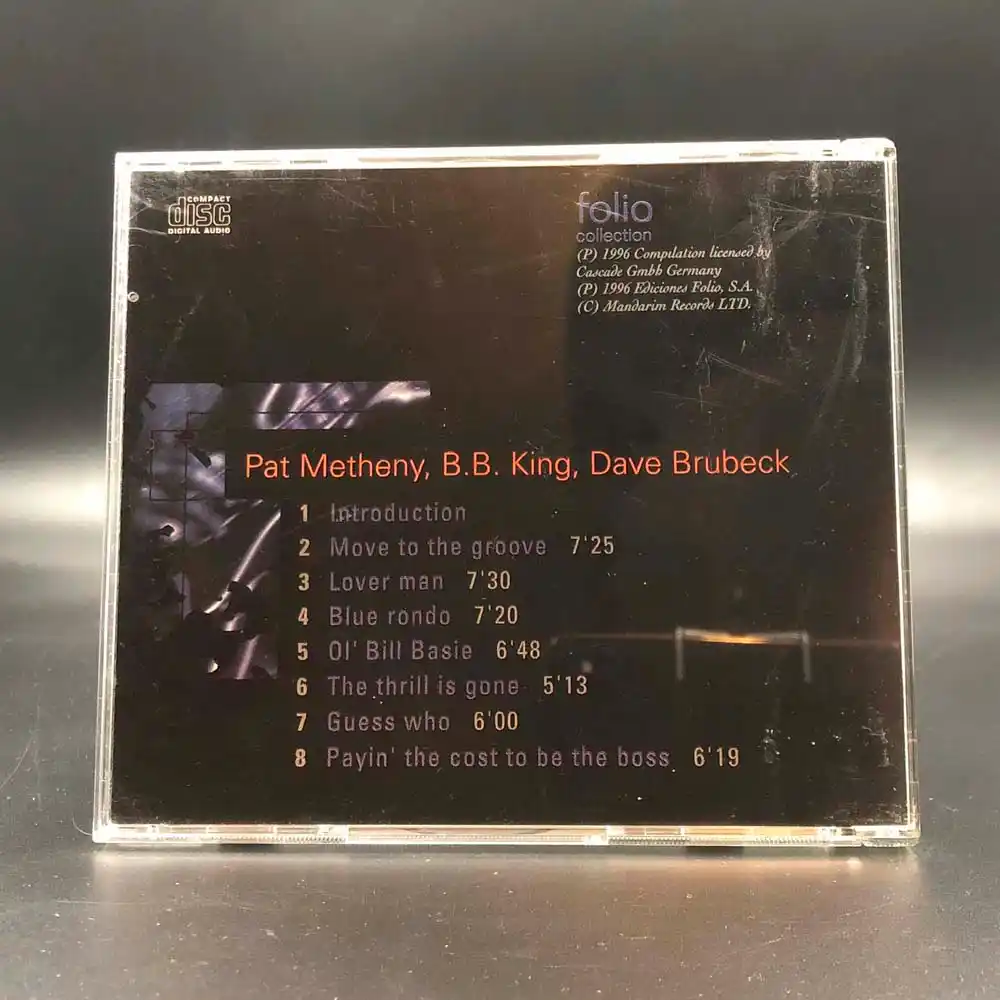 COMPACT
disc
DIGITAL AUDIO
folio
collection
(P) 1996 Compilation licensed by
Cascade Gmbh Germany
(P) 1996 Ediciones Folio, S.A.
(C) Mandarim Records LTD.
Pat Metheny, B.B. King, Dave Brubeck
1 Introduction
2 Move to the groove 7'25
3 Lover man 7'30
4 Blue rondo 7'20
5 Ol' Bill Basie 6'48
6 The thrill is gone 5'13
7 Guess who 6'00
8 Payin' the cost to be the boss 6'19